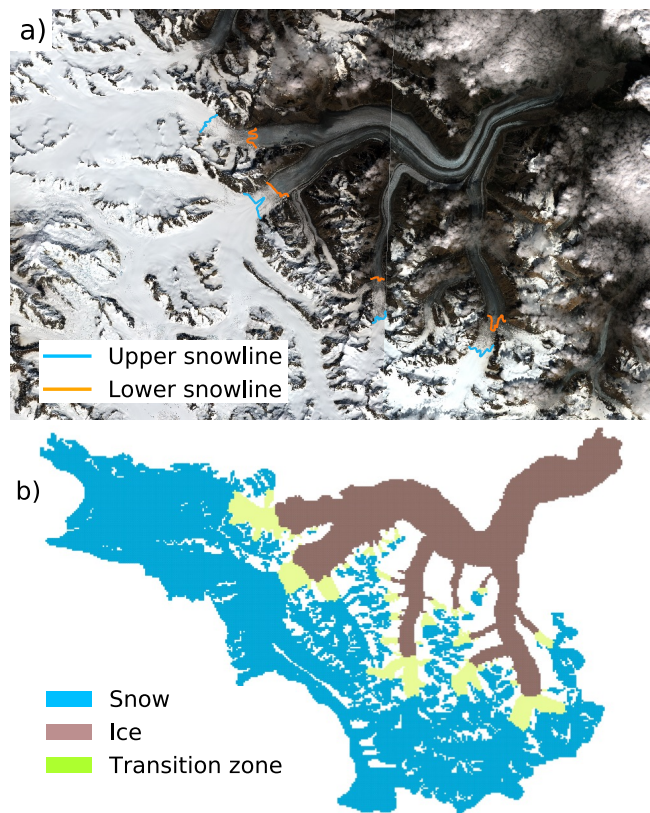 a)
Upper snowline
Lower snowline
b)
Snow
Ice
Transition zone